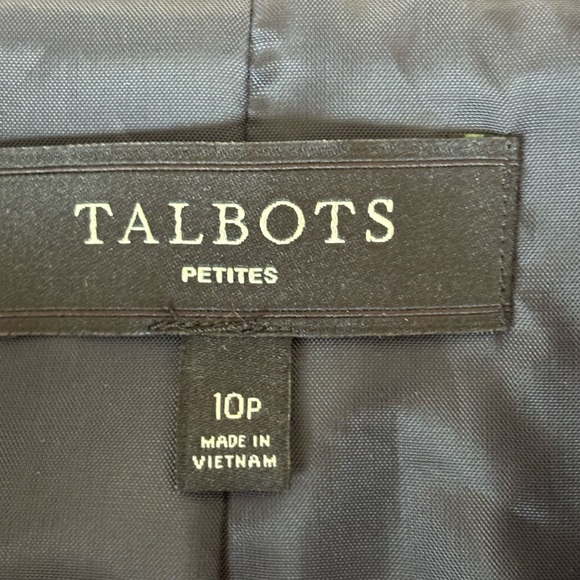 TALBOTS
PETITES
10P
MADE IN
VIETNAM